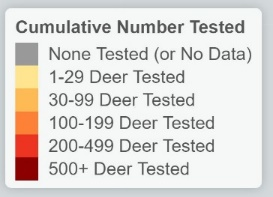 Cumulative Number Tested
None Tested (or No Data)
1-29 Deer Tested
30-99 Deer Tested
100-199 Deer Tested
200-499 Deer Tested
500+ Deer Tested